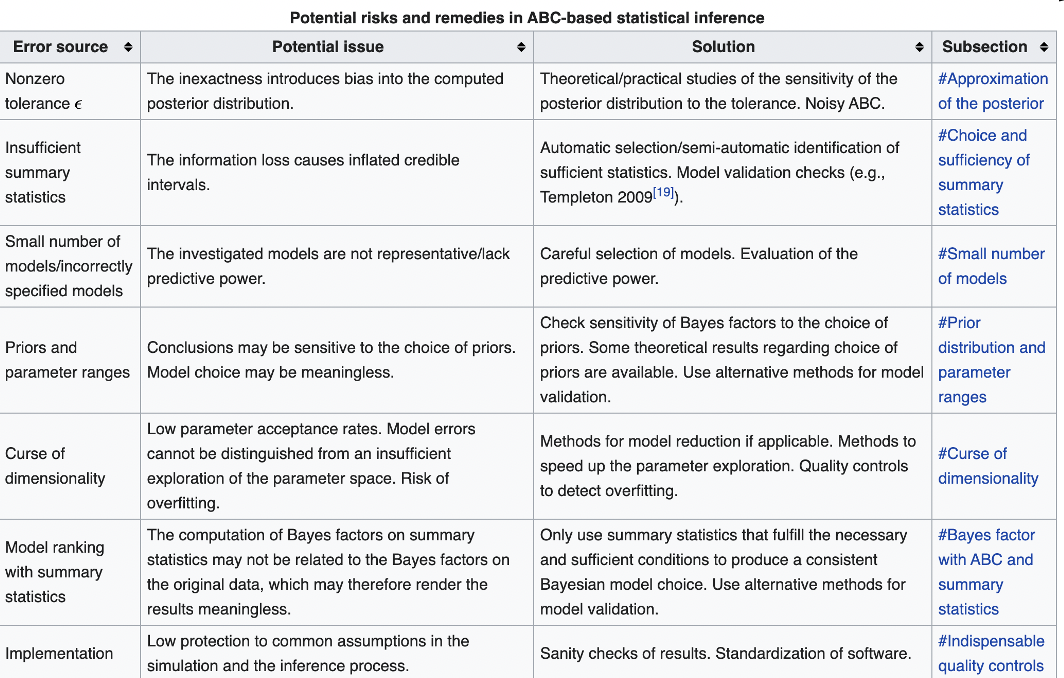 Potential risks and remedies in ABC-based statistical inference
Error source
Potential issue
Solution
Subsection
Nonzero
tolerance ϵ
The inexactness introduces bias into the computed
posterior distribution.
Theoretical/practical studies of the sensitivity of the
posterior distribution to the tolerance. Noisy ABC.
#Approximation
of the posterior
Insufficient
summary
statistics
The information loss causes inflated credible
intervals.
Automatic selection/semi-automatic identification of
sufficient statistics. Model validation checks (e.g.,
Templeton 2009[19]).
#Choice and
sufficiency of
summary
statistics
Small number of
models/incorrectly
specified models
The investigated models are not representative/lack
predictive power.
Careful selection of models. Evaluation of the
predictive power.
#Small number
of models
Priors and
parameter ranges
Conclusions may be sensitive to the choice of priors.
Model choice may be meaningless.
Check sensitivity of Bayes factors to the choice of
priors. Some theoretical results regarding choice of
priors are available. Use alternative methods for model
validation.
#Prior
distribution and
parameter
ranges
Curse of
dimensionality
Low parameter acceptance rates. Model errors
cannot be distinguished from an insufficient
exploration of the parameter space. Risk of
overfitting.
Methods for model reduction if applicable. Methods to
speed up the parameter exploration. Quality controls
to detect overfitting.
#Curse of
dimensionality
Model ranking
with summary
statistics
The computation of Bayes factors on summary
statistics may not be related to the Bayes factors on
the original data, which may therefore render the
results meaningless.
Only use summary statistics that fulfill the necessary
and sufficient conditions to produce a consistent
Bayesian model choice. Use alternative methods for
model validation.
#Bayes factor
with ABC and
summary
statistics
Implementation
Low protection to common assumptions in the
simulation and the inference process.
Sanity checks of results. Standardization of software.
#Indispensable
quality controls